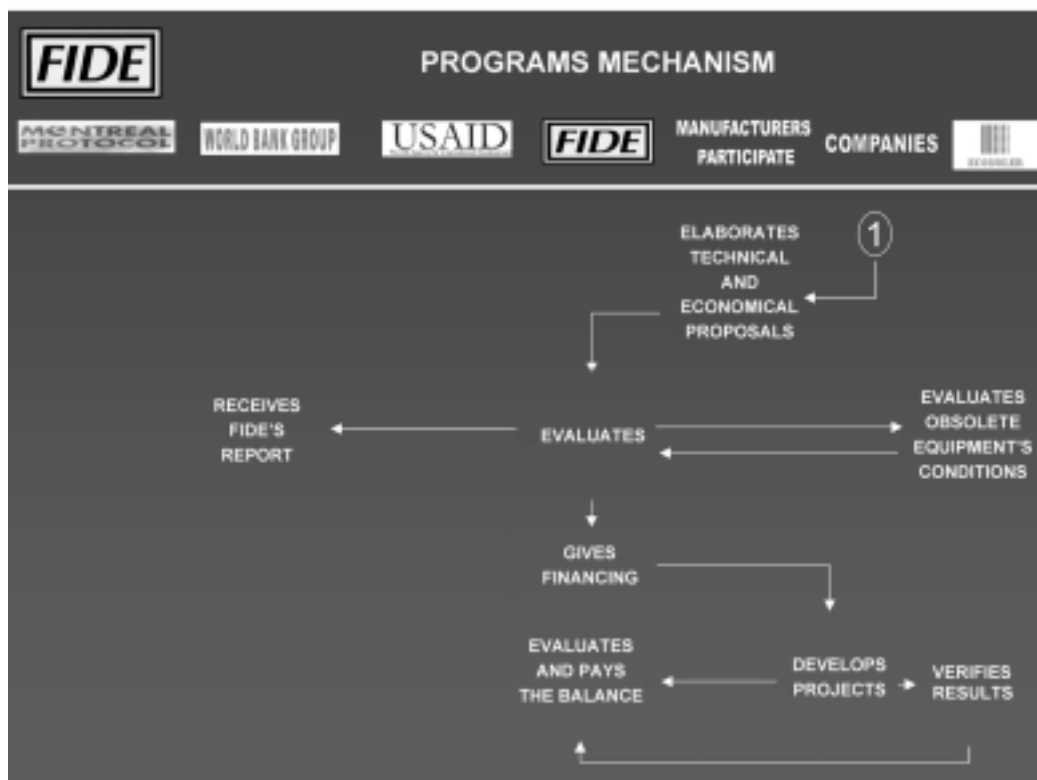 FIDE
PROGRAMS MECHANISM
MONTREAL
PROTOCOL
WORLD BANK GROUP
USAID
FIDE
MANUFACTURERS
PARTICIPATE
COMPANIES
1
ELABORATES
TECHNICAL
AND
ECONOMICAL
PROPOSALS
RECEIVES
FIDE'S
REPORT
EVALUATES
EVALUATES
OBSOLETE
EQUIPMENT'S
CONDITIONS
GIVES
FINANCING
EVALUATES
AND PAYS
THE BALANCE
DEVELOPS
PROJECTS
VERIFIES
RESULTS